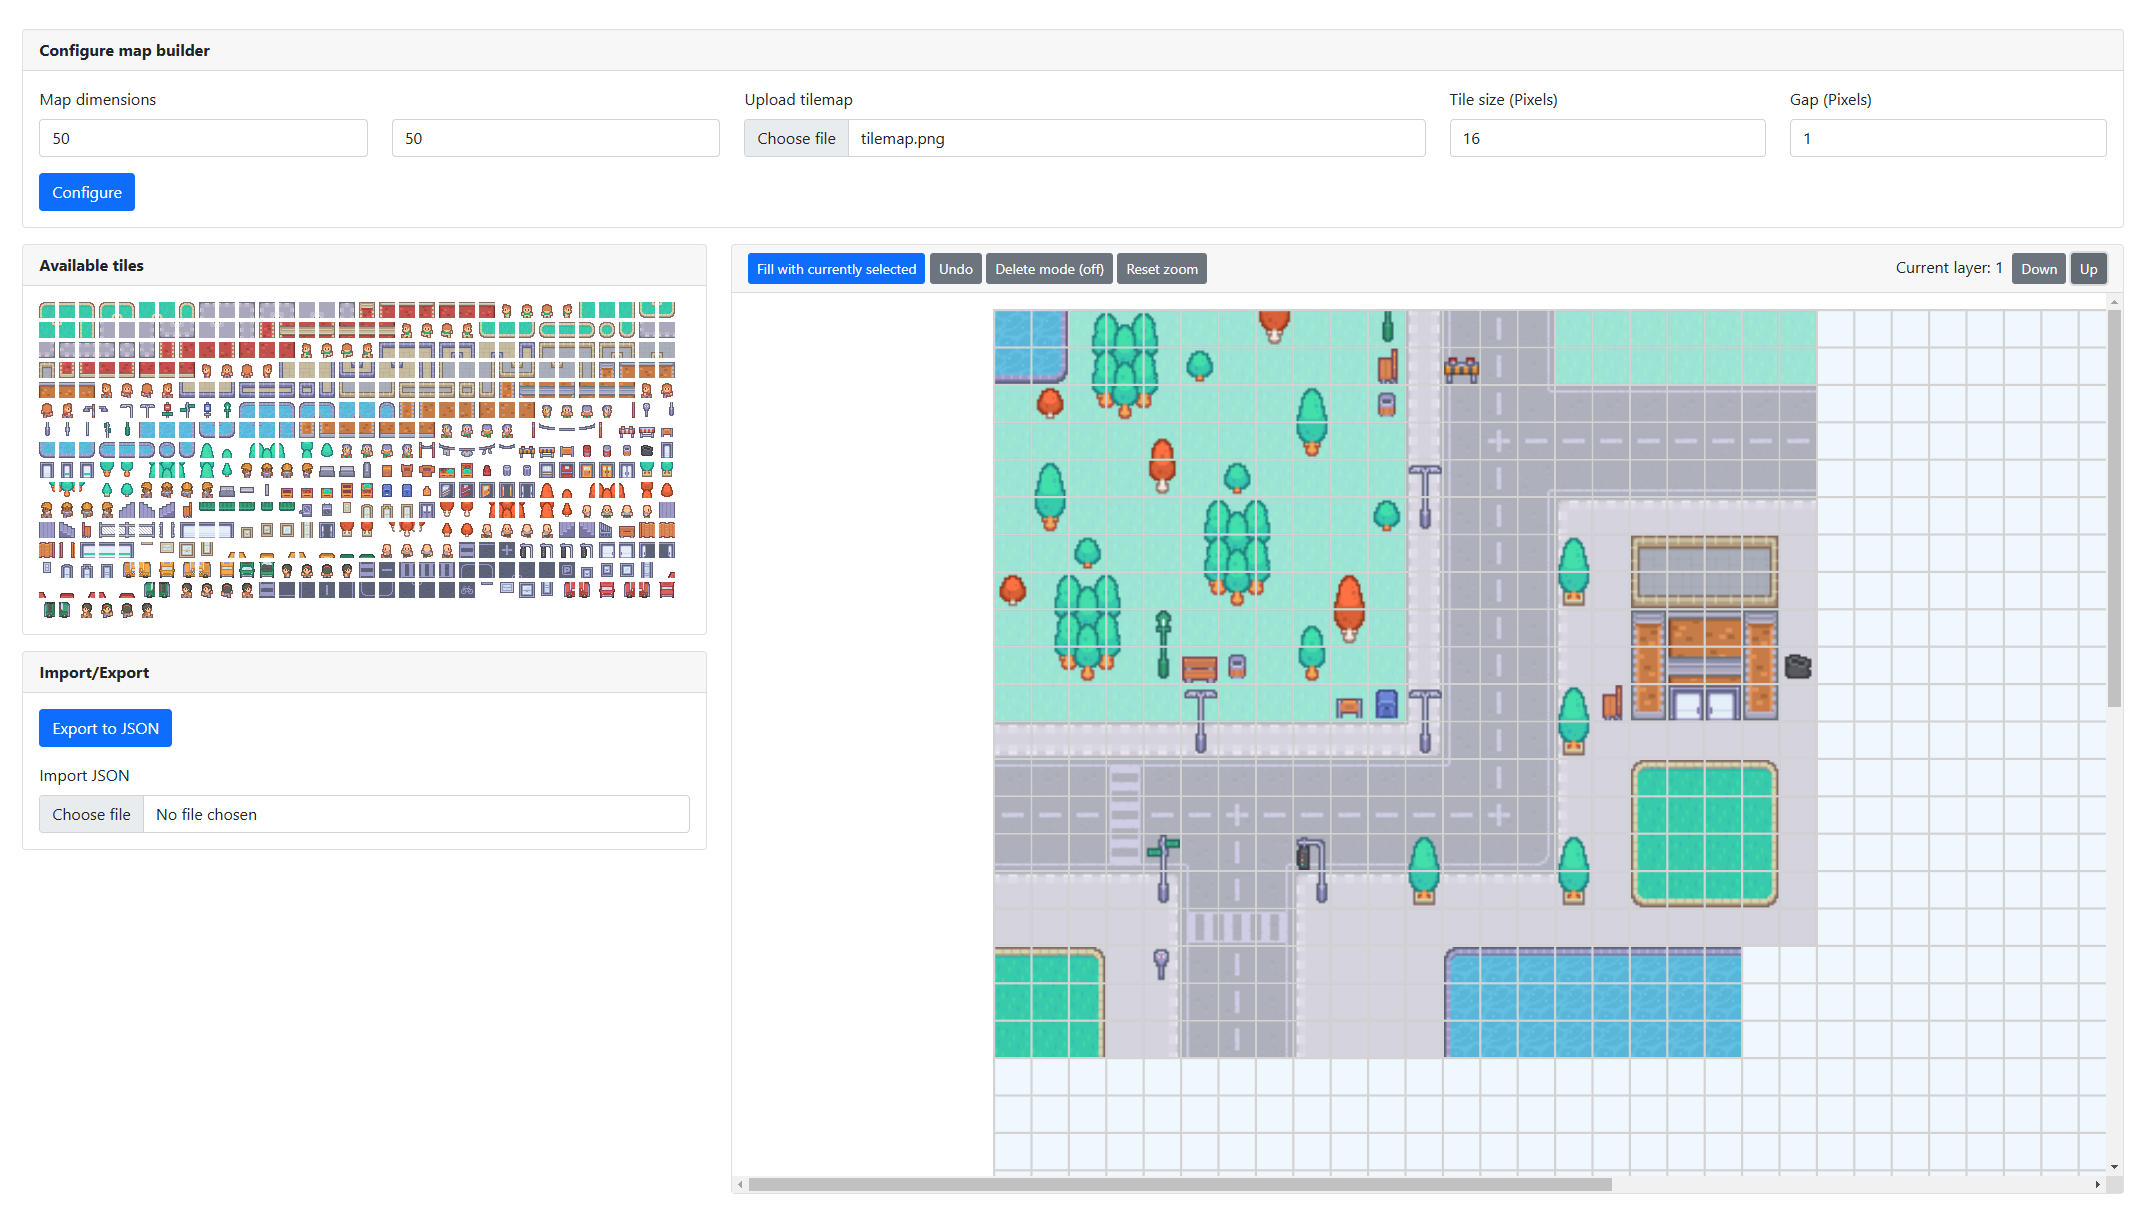 Configure map builder
Map dimensions
Upload tilemap
Tile size (Pixels)
Gap (Pixels)
50
50
Choose file
tilemap.png
16
1
Configure
Available tiles
Fill with currently selected
Undo
Delete mode (off)
Reset zoom
Current layer: 1
Down
Up
Import/Export
Export to JSON
Import JSON
Choose file
No file chosen